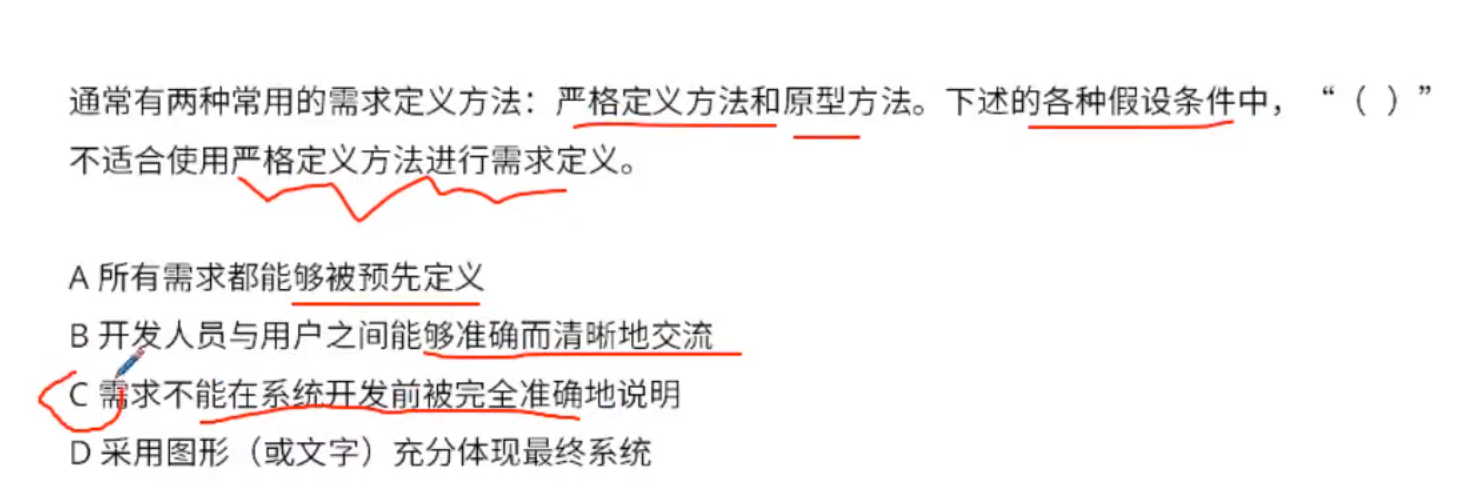 通常有两种常用的需求定义方法：严格定义方法和原型方法。下述的各种假设条件中，“（ ）”
不适合使用严格定义方法进行需求定义。
A 所有需求都能够被预先定义
B 开发人员与用户之间能够准确而清晰地交流
C 需求不能在系统开发前被完全准确地说明
D 采用图形（或文字）充分体现最终系统